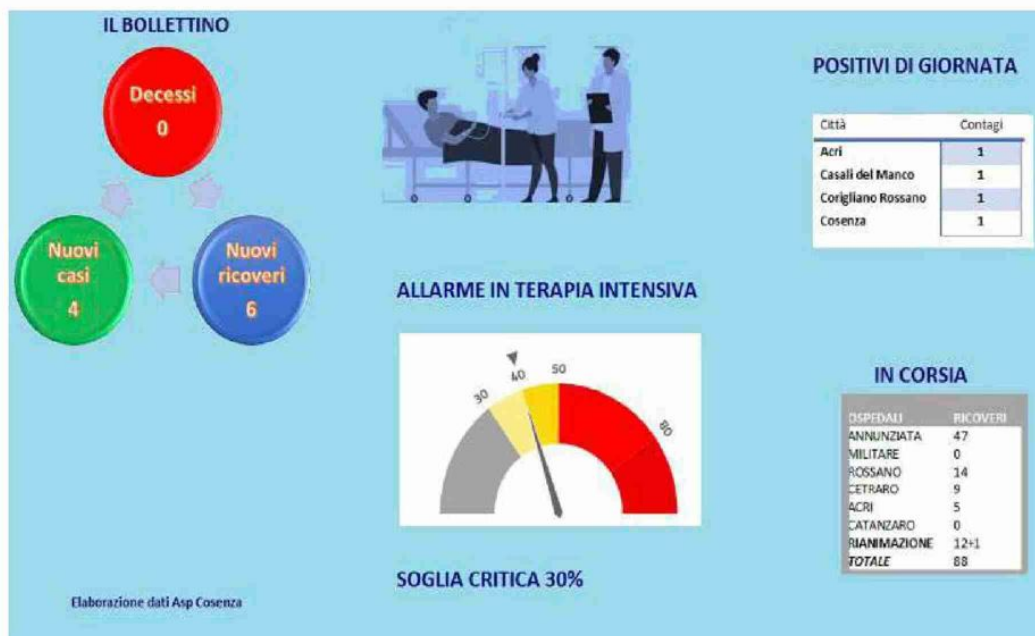 IL BOLLETTINO
Decessi
0
Nuovi
casi
4
Nuovi
ricoveri
6
ALLARME IN TERAPIA INTENSIVA
30
40
50
80
SOGLIA CRITICA 30%
POSITIVI DI GIORNATA
Città Contagi
Acri 1
Casali del Manco 1
Corigliano Rossano 1
Cosenza 1
IN CORSIA
OSPEDALI RICOVERI
ANNUNZIATA 47
MILITARE 0
ROSSANO 14
CETRARO 9
ACRI 5
CATANZARO 0
RIANIMAZIONE 12+1
TOTALE 88
Elaborazione dati Asp Cosenza